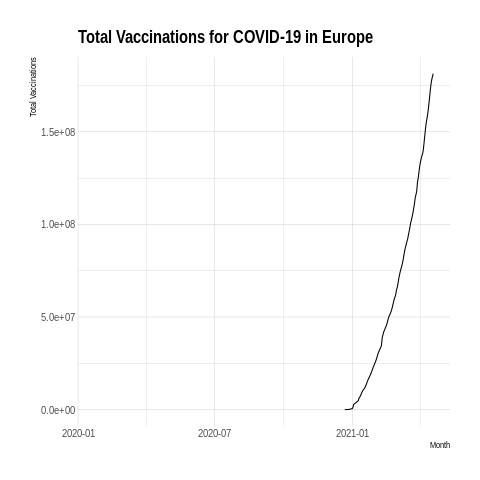 Total Vaccinations for COVID-19 in Europe
Total Vaccinations
1.5e+08
1.0e+08
5.0e+07
0.0e+00
2020-01
2020-07
2021-01
Month